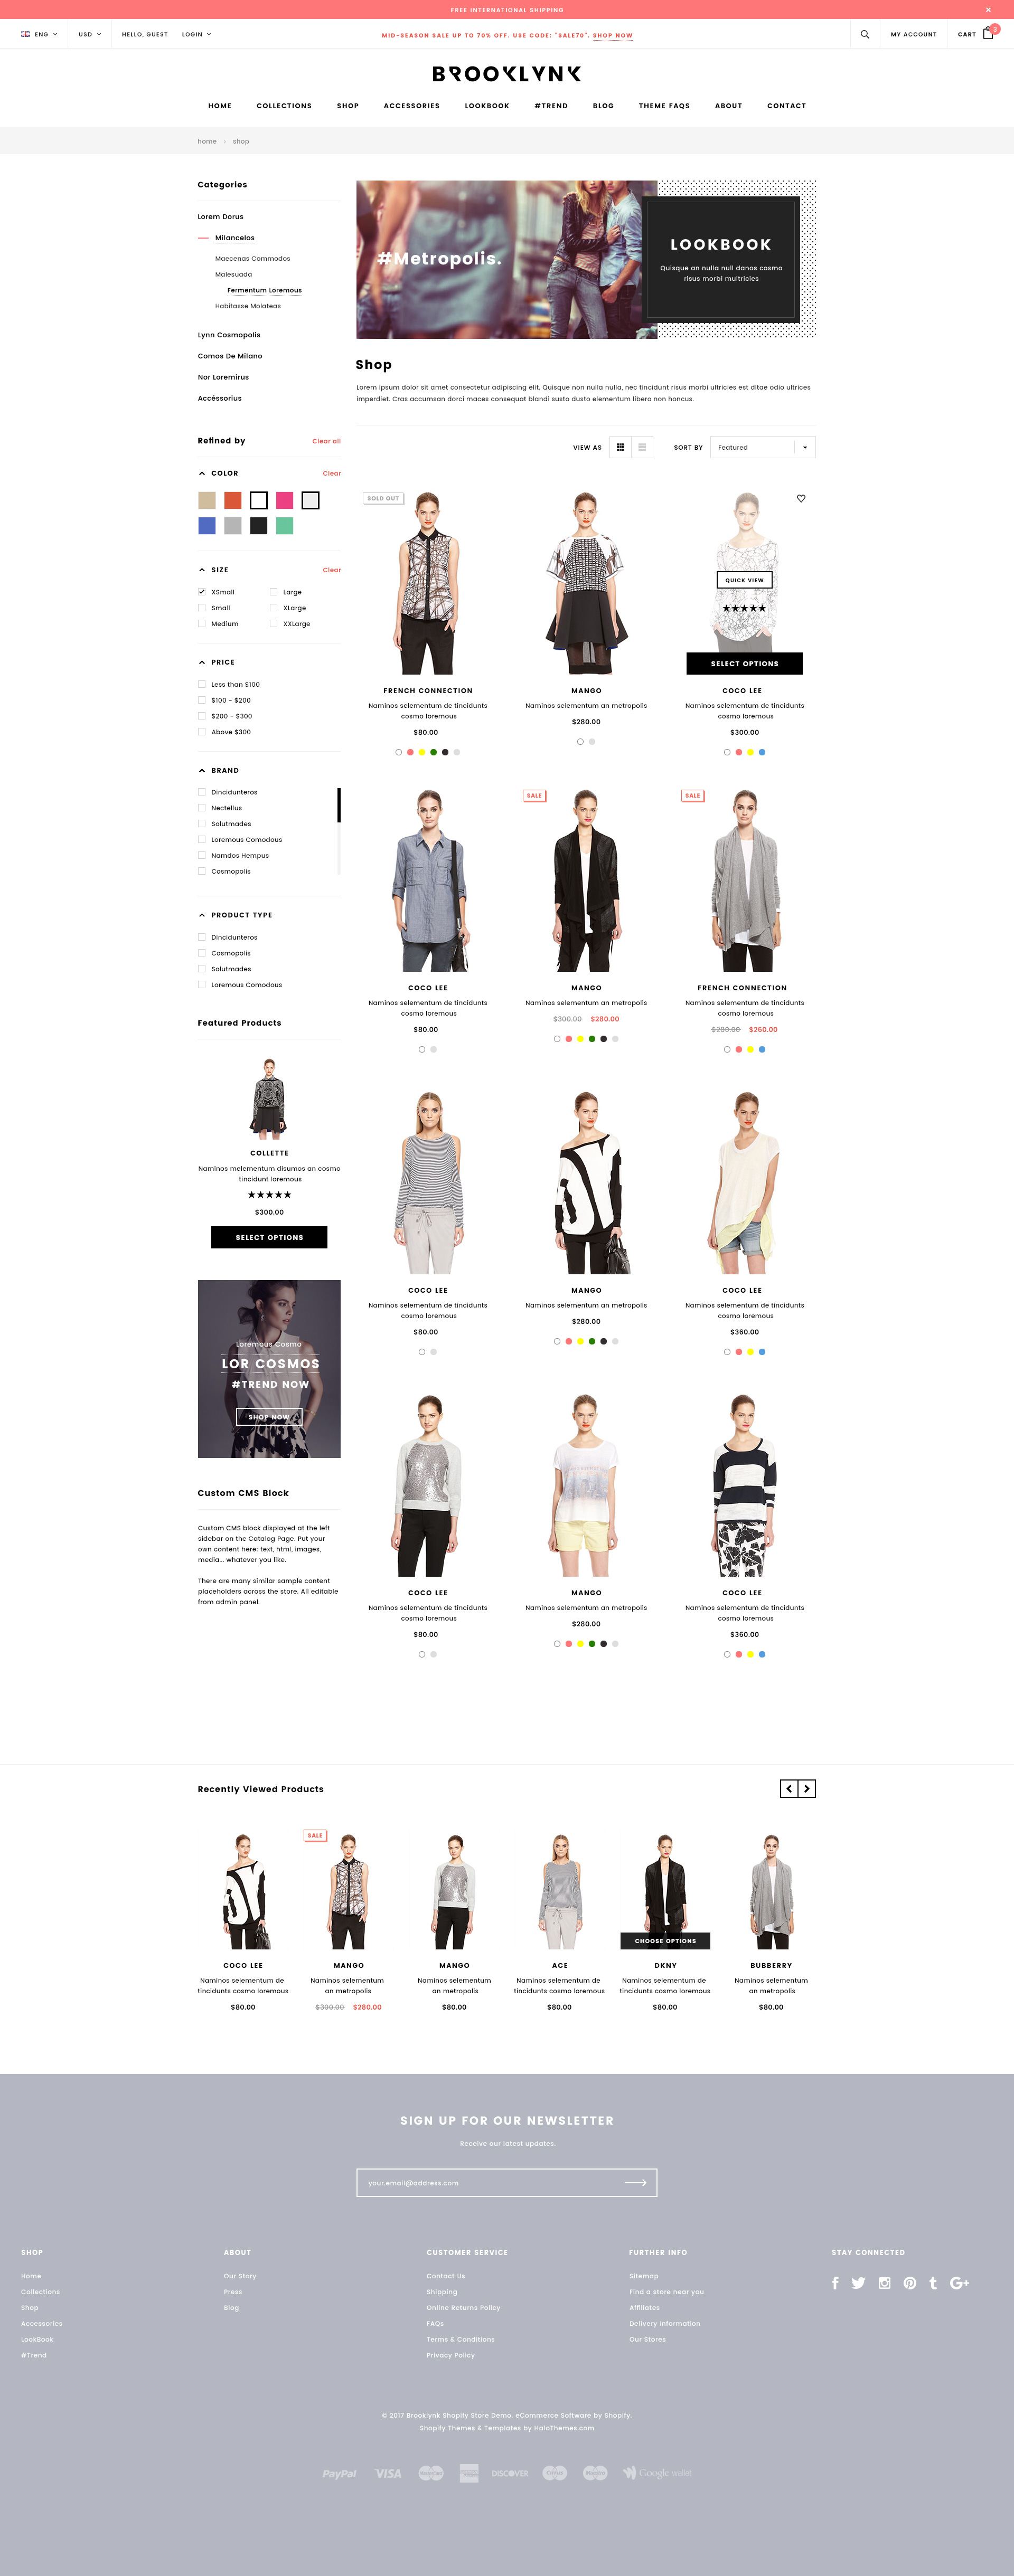 FREE INTERNATIONAL SHIPPING
ENG
USD
HELLO, GUEST
LOGIN
MID-SEASON SALE UP TO 70% OFF. USE CODE: "SALE70". SHOP NOW
MY ACCOUNT
CART
3
BROOKLYNK
HOME
COLLECTIONS
SHOP
ACCESSORIES
LOOKBOOK
#TREND
BLOG
THEME FAQS
ABOUT
CONTACT
home > shop
Categories
Lorem Dorus
Milancelos
Maecenas Commodos
Malesuada
Fermentum Loremous
Habitasse Molateas
Lynn Cosmopolis
Comos De Milano
Nor Loremirus
Accéssorius
Refined by
Clear all
COLOR
Clear
SIZE
Clear
XSmall
Large
Small
XLarge
Medium
XXLarge
PRICE
Less than $100
$100 - $200
$200 - $300
Above $300
BRAND
Dincidunteros
Nectellus
Solutmades
Loremous Comodous
Namdos Hempus
Cosmopolis
PRODUCT TYPE
Dincidunteros
Cosmopolis
Solutmades
Loremous Comodous
Featured Products
COLLETTE
Naminos melementum disumos an cosmo
tincidunt loremous
$300.00
SELECT OPTIONS
Loremous Cosmo
LOR COSMOS
#TREND NOW
SHOP NOW
Custom CMS Block
Custom CMS block displayed at the left
sidebar on the Catalog Page. Put your
own content here: text, html, images,
media... whatever you like.
There are many similar sample content
placeholders across the store. All editable
from admin panel.
#Metropolis.
LOOKBOOK
Quisque an nulla null danos cosmo
risus morbi multricies
Shop
Lorem ipsum dolor sit amet consectetur adipiscing elit. Quisque non nulla nulla, nec tincidunt risus morbi ultricies est ditae odio ultrices
imperdiet. Cras accumsan dorci maces consequat blandi susto dusto elementum libero non honcus.
VIEW AS
SORT BY
Featured
SOLD OUT
QUICK VIEW
SELECT OPTIONS
FRENCH CONNECTION
Naminos selementum de tincidunts
cosmo loremous
$80.00
MANGO
Naminos selementum an metropolis
$280.00
COCO LEE
Naminos selementum de tincidunts
cosmo loremous
$300.00
COCO LEE
Naminos selementum de tincidunts
cosmo loremous
$80.00
SALE
MANGO
Naminos selementum an metropolis
$300.00 $280.00
SALE
FRENCH CONNECTION
Naminos selementum de tincidunts
cosmo loremous
$280.00 $260.00
COCO LEE
Naminos selementum de tincidunts
cosmo loremous
$80.00
MANGO
Naminos selementum an metropolis
$280.00
COCO LEE
Naminos selementum de tincidunts
cosmo loremous
$360.00
COCO LEE
Naminos selementum de tincidunts
cosmo loremous
$80.00
MANGO
Naminos selementum an metropolis
$280.00
COCO LEE
Naminos selementum de tincidunts
cosmo loremous
$360.00
Recently Viewed Products
COCO LEE
Naminos selementum de
tincidunts cosmo loremous
$80.00
SALE
MANGO
Naminos selementum
an metropolis
$300.00 $280.00
MANGO
Naminos selementum
an metropolis
$80.00
ACE
Naminos selementum de
tincidunts cosmo loremous
$80.00
CHOOSE OPTIONS
DKNY
Naminos selementum de
tincidunts cosmo loremous
$80.00
BUBBERRY
Naminos selementum
an metropolis
$80.00
SIGN UP FOR OUR NEWSLETTER
Receive our latest updates.
your.email@address.com
SHOP
Home
Collections
Shop
Accessories
LookBook
#Trend
ABOUT
Our Story
Press
Blog
CUSTOMER SERVICE
Contact Us
Shipping
Online Returns Policy
FAQs
Terms & Conditions
Privacy Policy
FURTHER INFO
Sitemap
Find a store near you
Affiliates
Delivery Information
Our Stores
STAY CONNECTED
© 2017 Brooklynk Shopify Store Demo. eCommerce Software by Shopify.
Shopify Themes & Templates by HaloThemes.com
PayPal
VISA
DISCOVER
Google wallet